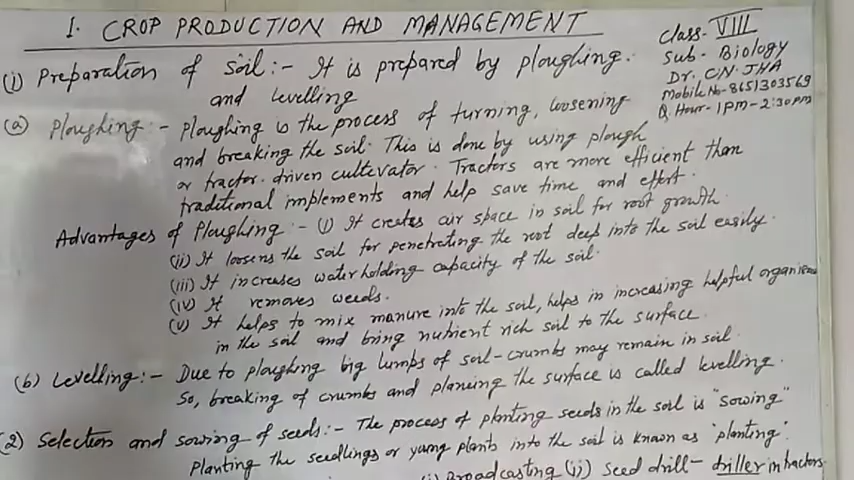 1. CROP PRODUCTION AND MANAGEMENT
Class- VIII
Sub- Biology
Dr. C.N. JHA
Mobile No- 8651303569
Q. Hour- 1 PM - 2:30 PM
(1) Preparation of Soil:- It is prepared by ploughing.
and levelling
(a) Ploughing:- Ploughing is the process of turning, loosening
and breaking the soil. This is done by using plough
or tractor-driven cultivator. Tractors are more efficient than
traditional implements and help save time and effort.
Advantages of Ploughing:- (i) It creates air space in soil for root growth.
(ii) It loosens the soil for penetrating the root deep into the soil easily.
(iii) It increases water holding capacity of the soil.
(iv) It removes weeds.
(v) It helps to mix manure into the soil, helps in increasing helpful organisms
in the soil and bring nutrient rich soil to the surface.
(b) Levelling:- Due to ploughing big lumps of soil-crumbs may remain in soil.
So, breaking of crumbs and planeing the surface is called levelling.
(2) Selection and sowing of seeds:- The process of planting seeds in the soil is "sowing"
Planting the seedlings or young plants into the soil is known as "planting".
(i) Broadcasting (ii) Seed drill- driller in tractors